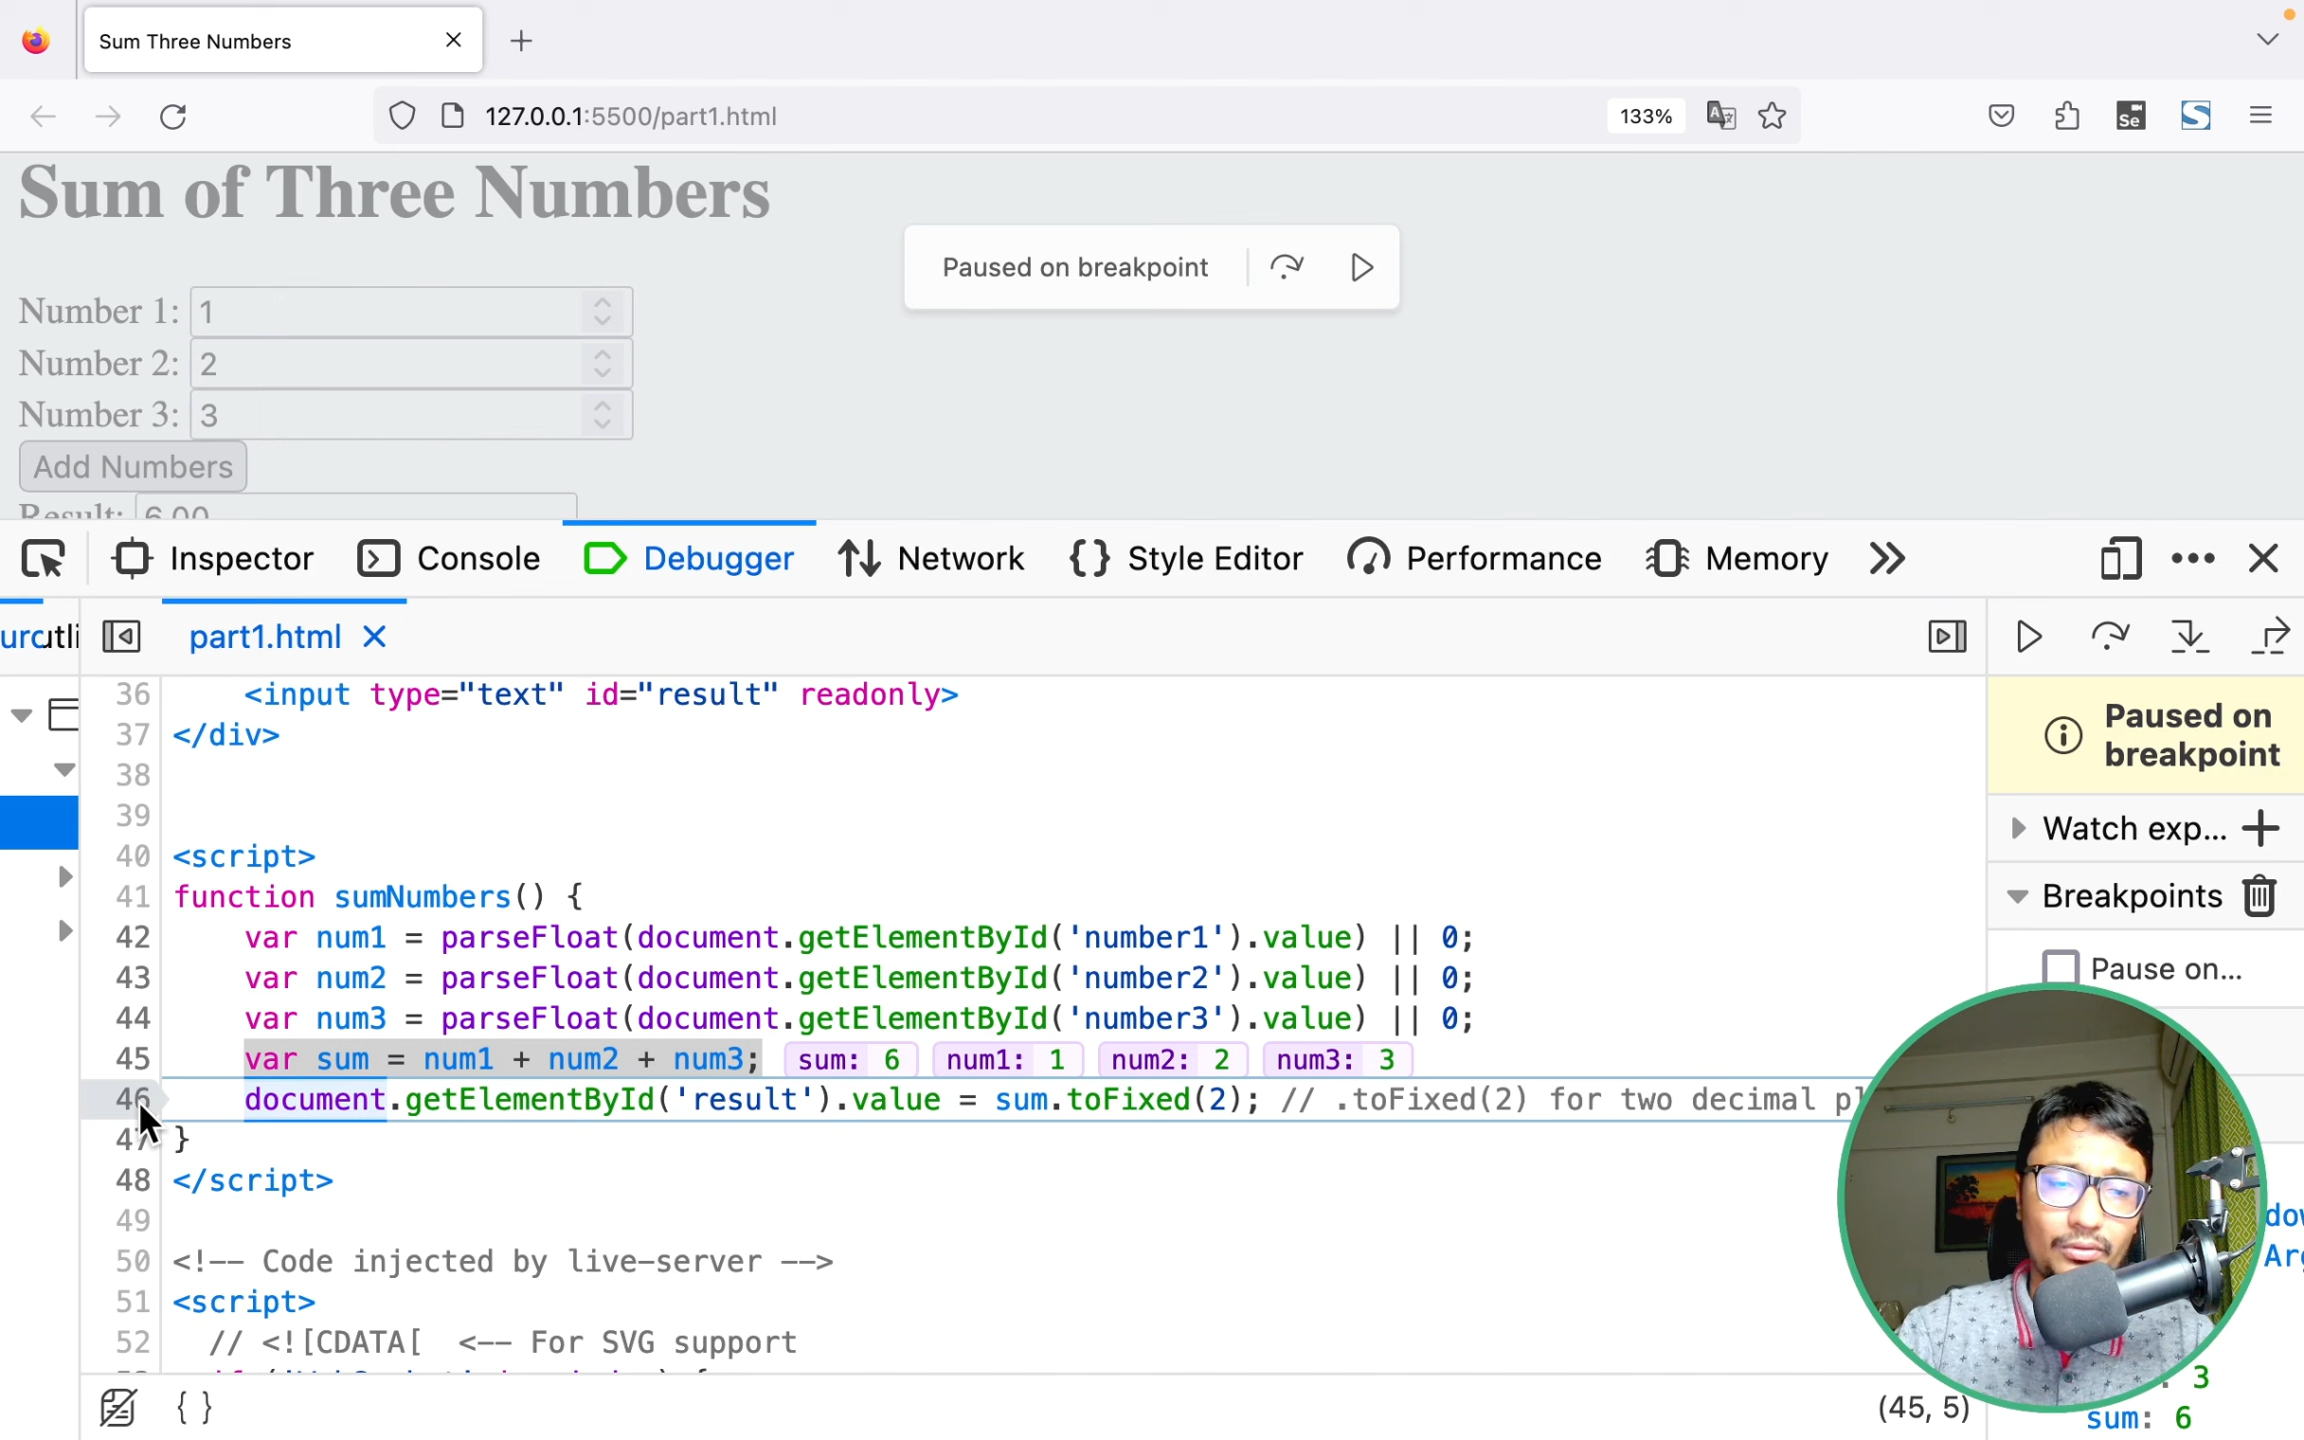 Sum Three Numbers
127.0.0.1:5500/part1.html 133% Se
Sum of Three Numbers
Paused on breakpoint
Number 1: 1
Number 2: 2
Number 3: 3
Add Numbers
Result: 6.00
Inspector Console Debugger Network Style Editor Performance Memory
part1.html
36 <input type="text" id="result" readonly>
37 </div>
38
39
40 <script>
41 function sumNumbers() {
42 var num1 = parseFloat(document.getElementById('number1').value) || 0;
43 var num2 = parseFloat(document.getElementById('number2').value) || 0;
44 var num3 = parseFloat(document.getElementById('number3').value) || 0;
45 var sum = num1 + num2 + num3; sum: 6 num1: 1 num2: 2 num3: 3
46 document.getElementById('result').value = sum.toFixed(2); // .toFixed(2) for two decimal pl
47 }
48 </script>
49
50 <!-- Code injected by live-server -->
51 <script>
52 // <![CDATA[ <-- For SVG support
{ } (45, 5)
Paused on
breakpoint
Watch exp...
Breakpoints
Pause on...
3
sum: 6